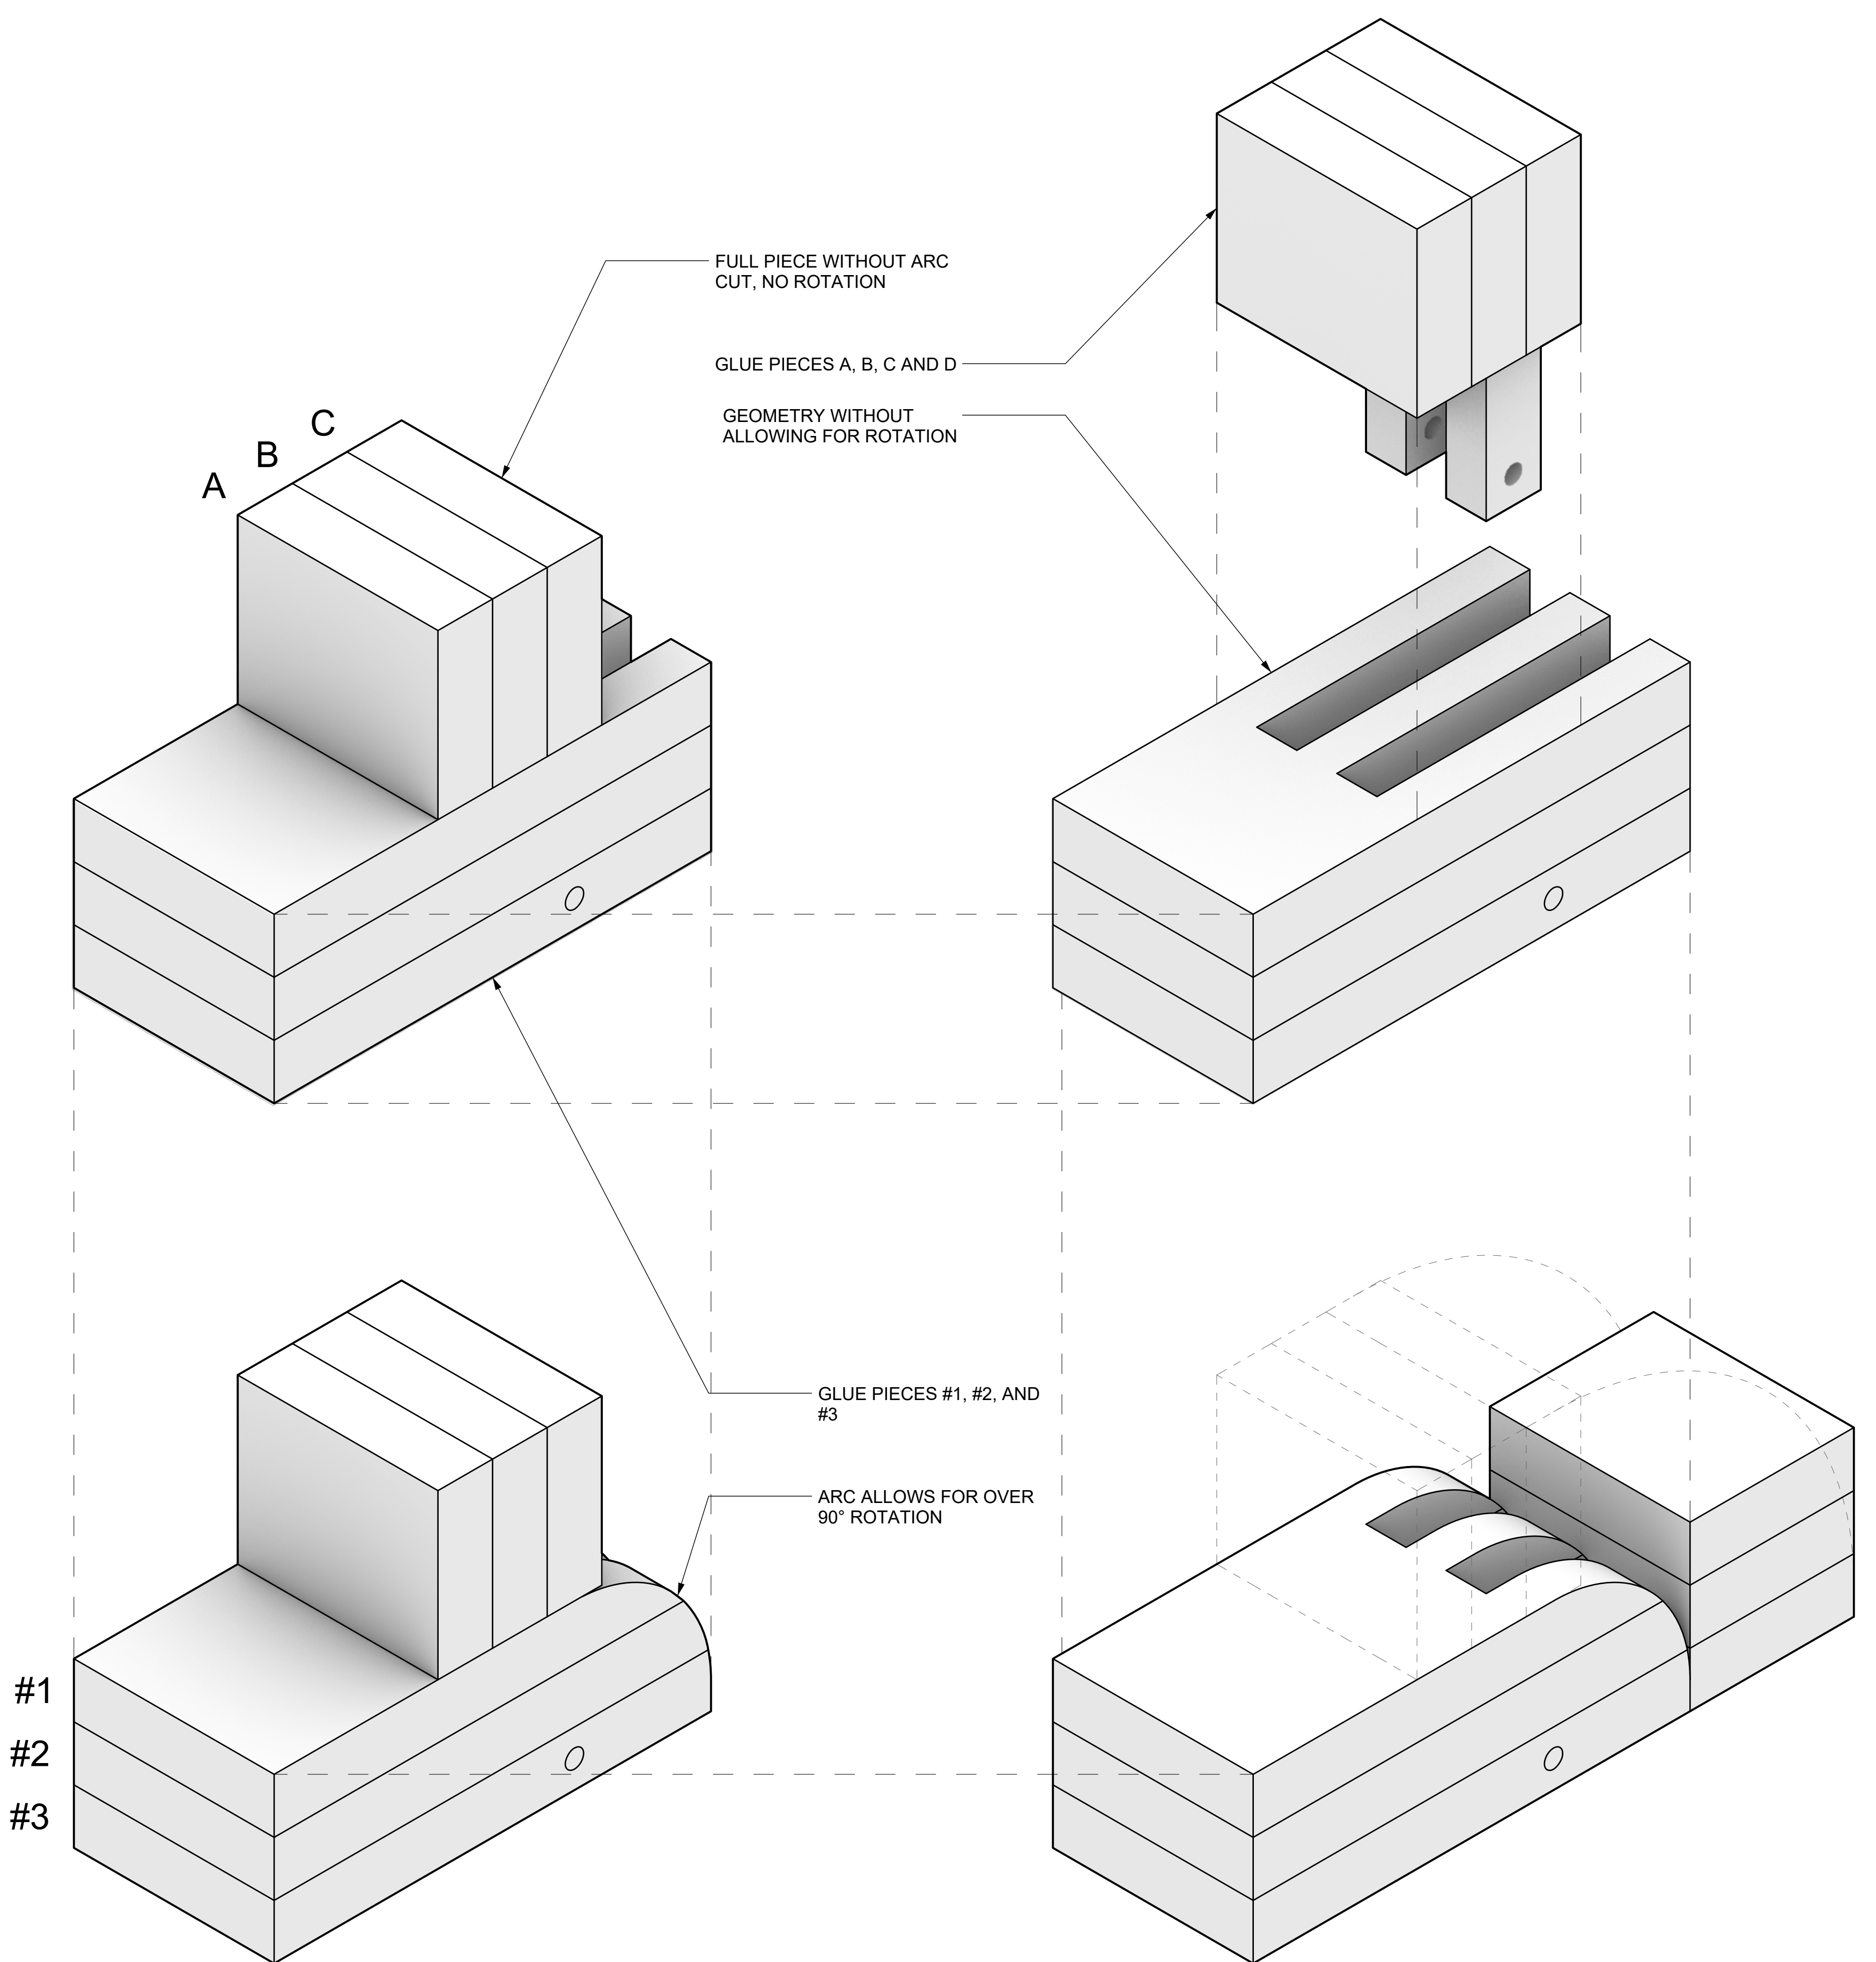 FULL PIECE WITHOUT ARC
CUT, NO ROTATION
GLUE PIECES A, B, C AND D
GEOMETRY WITHOUT
ALLOWING FOR ROTATION
C
B
A
GLUE PIECES #1, #2, AND
#3
ARC ALLOWS FOR OVER
90° ROTATION
#1
#2
#3